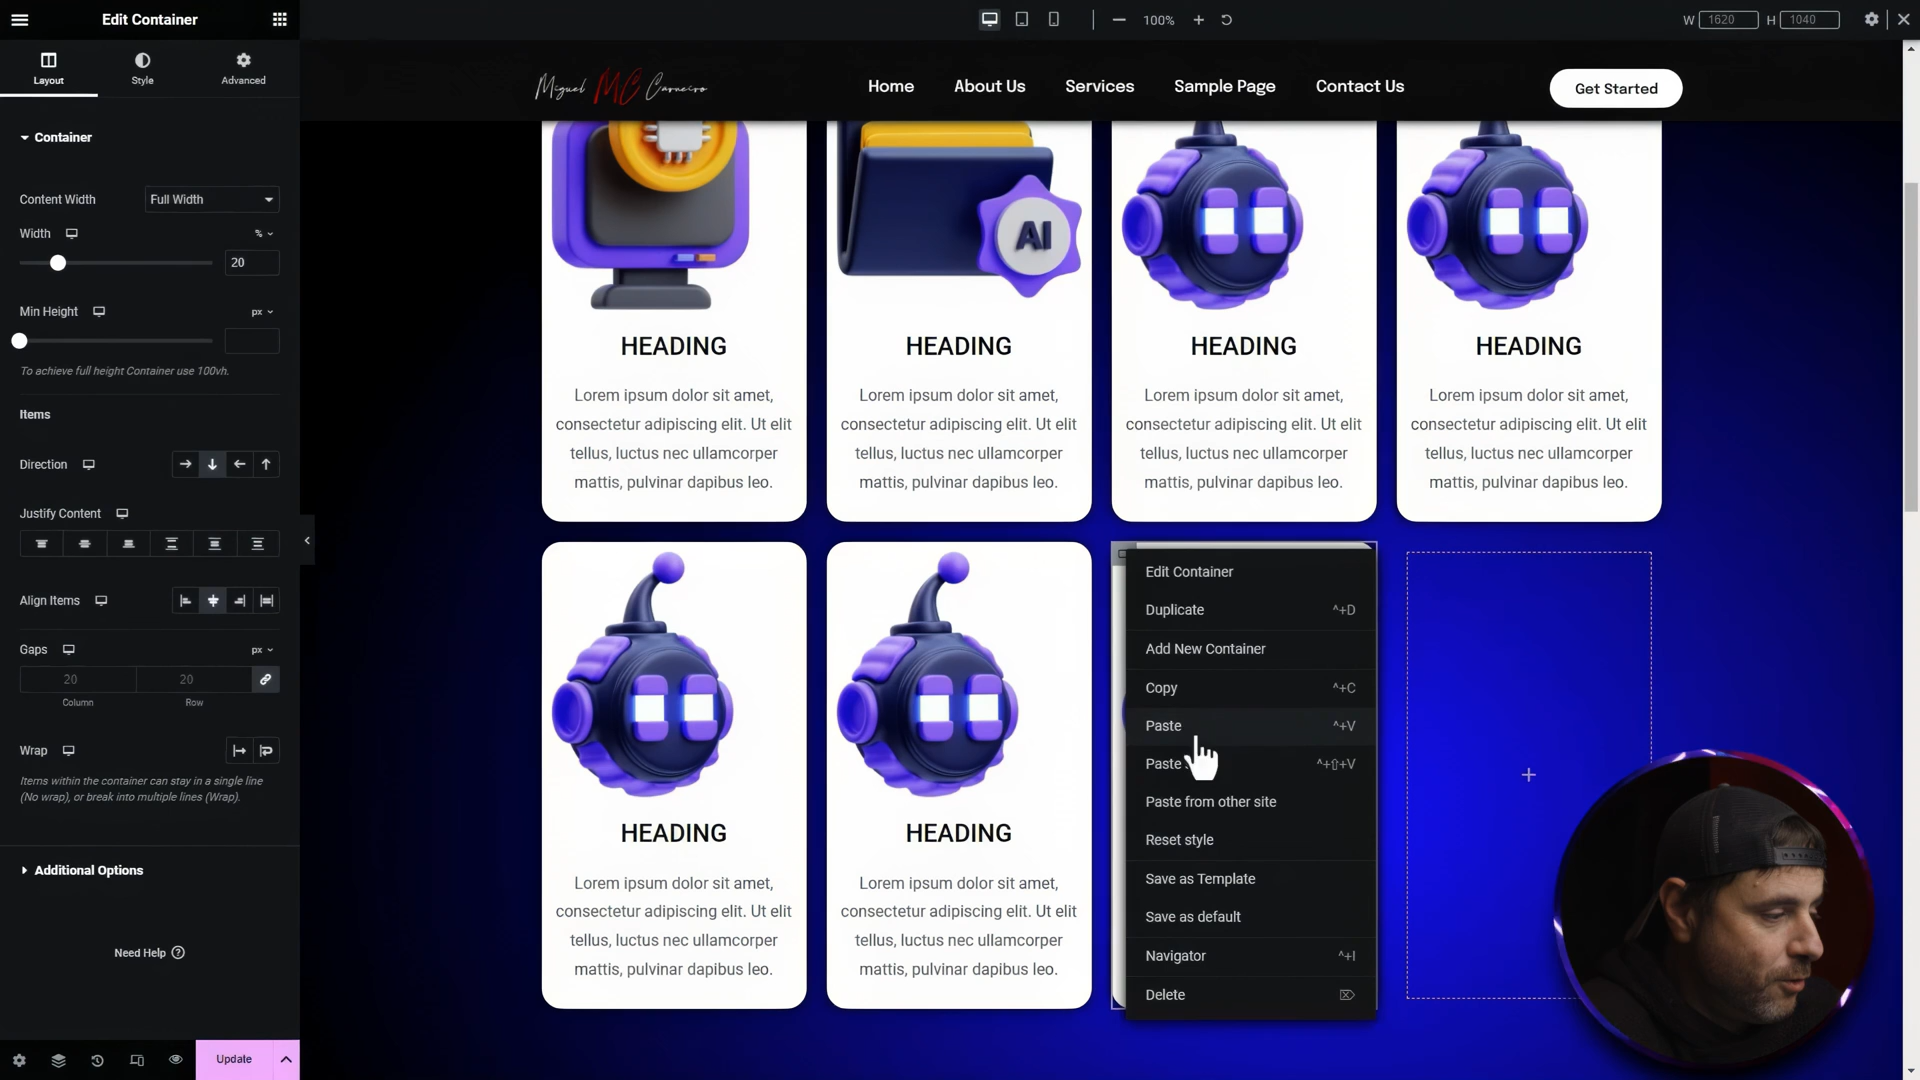 Edit Container
100%
W 1620 H 1040
Layout
Style
Advanced
Miguel MC Carneiro
Home
About Us
Services
Sample Page
Contact Us
Get Started
Container
Content Width
Full Width
Width
%
20
Min Height
px
To achieve full height Container use 100vh.
Items
Direction
Justify Content
Align Items
Gaps
px
20
20
Column
Row
Wrap
Items within the container can stay in a single line
(No wrap), or break into multiple lines (Wrap).
Additional Options
Need Help
Update
AI
HEADING
HEADING
HEADING
HEADING
Lorem ipsum dolor sit amet,
consectetur adipiscing elit. Ut elit
tellus, luctus nec ullamcorper
mattis, pulvinar dapibus leo.
Lorem ipsum dolor sit amet,
consectetur adipiscing elit. Ut elit
tellus, luctus nec ullamcorper
mattis, pulvinar dapibus leo.
Lorem ipsum dolor sit amet,
consectetur adipiscing elit. Ut elit
tellus, luctus nec ullamcorper
mattis, pulvinar dapibus leo.
Lorem ipsum dolor sit amet,
consectetur adipiscing elit. Ut elit
tellus, luctus nec ullamcorper
mattis, pulvinar dapibus leo.
HEADING
HEADING
Lorem ipsum dolor sit amet,
consectetur adipiscing elit. Ut elit
tellus, luctus nec ullamcorper
mattis, pulvinar dapibus leo.
Lorem ipsum dolor sit amet,
consectetur adipiscing elit. Ut elit
tellus, luctus nec ullamcorper
mattis, pulvinar dapibus leo.
Edit Container
Duplicate ^+D
Add New Container
Copy ^+C
Paste ^+V
Paste ^+⇧+V
Paste from other site
Reset style
Save as Template
Save as default
Navigator ^+I
Delete ⌦